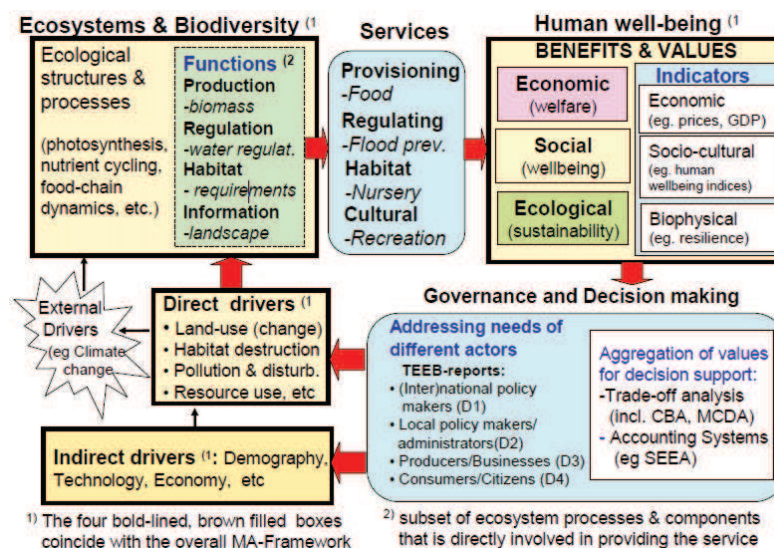 Ecosystems & Biodiversity (1
Ecological
structures &
processes
(photosynthesis,
nutrient cycling,
food-chain
dynamics, etc.)
Functions (2
Production
-biomass
Regulation
-water regulat.
Habitat
- requirements
Information
-landscape
Services
Provisioning
-Food
Regulating
-Flood prev.
Habitat
-Nursery
Cultural
-Recreation
Human well-being (1
BENEFITS & VALUES
Economic
(welfare)
Social
(wellbeing)
Ecological
(sustainability)
Indicators
Economic
(eg. prices, GDP)
Socio-cultural
(eg. human
wellbeing indices)
Biophysical
(eg. resilience)
External
Drivers
(eg Climate
change
Direct drivers (1
• Land-use (change)
• Habitat destruction
• Pollution & disturb.
• Resource use, etc
Indirect drivers (1: Demography,
Technology, Economy, etc
Governance and Decision making
Addressing needs of
different actors
TEEB-reports:
• (Inter)national policy
makers (D1)
• Local policy makers/
administrators(D2)
• Producers/Businesses (D3)
• Consumers/Citizens (D4)
Aggregation of values
for decision support:
-Trade-off analysis
(incl. CBA, MCDA)
- Accounting Systems
(eg SEEA)
1) The four bold-lined, brown filled boxes
coincide with the overall MA-Framework
2) subset of ecosystem processes & components
that is directly involved in providing the service